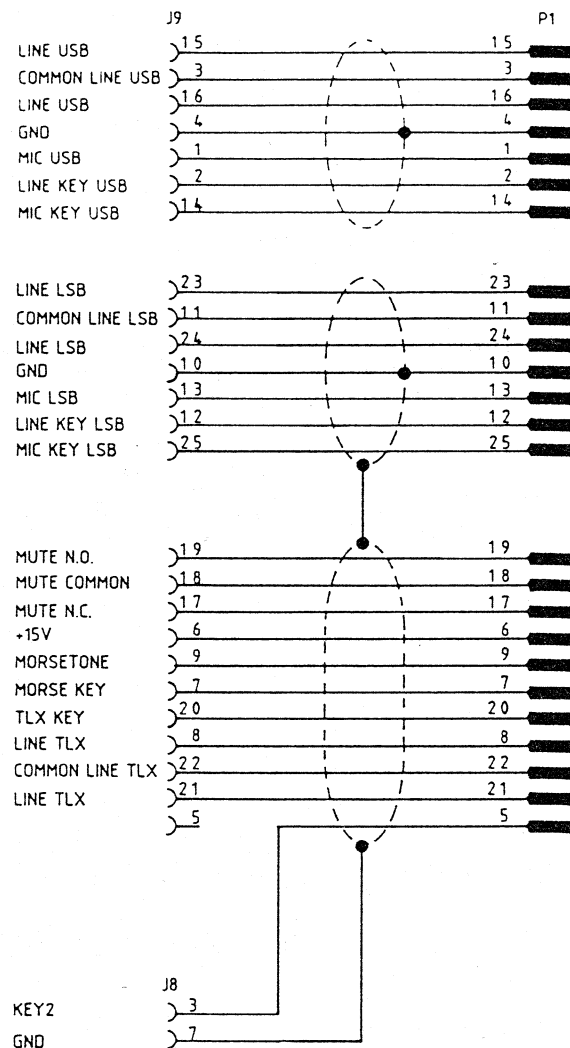 J9 P1
LINE USB 15 15
COMMON LINE USB 3 3
LINE USB 16 16
GND 4 4
MIC USB 1 1
LINE KEY USB 2 2
MIC KEY USB 14 14
LINE LSB 23 23
COMMON LINE LSB 11 11
LINE LSB 24 24
GND 10 10
MIC LSB 13 13
LINE KEY LSB 12 12
MIC KEY LSB 25 25
MUTE N.O. 19 19
MUTE COMMON 18 18
MUTE N.C. 17 17
+15V 6 6
MORSETONE 9 9
MORSE KEY 7 7
TLX KEY 20 20
LINE TLX 8 8
COMMON LINE TLX 22 22
LINE TLX 21 21
5 5
J8
KEY2 3
GND 7